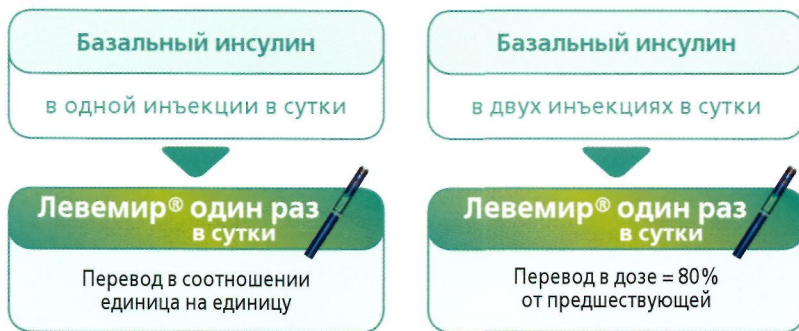 Базальный инсулин
в одной инъекции в сутки
Левемир® один раз
в сутки
Перевод в соотношении
единица на единицу
Базальный инсулин
в двух инъекциях в сутки
Левемир® один раз
в сутки
Перевод в дозе = 80%
от предшествующей